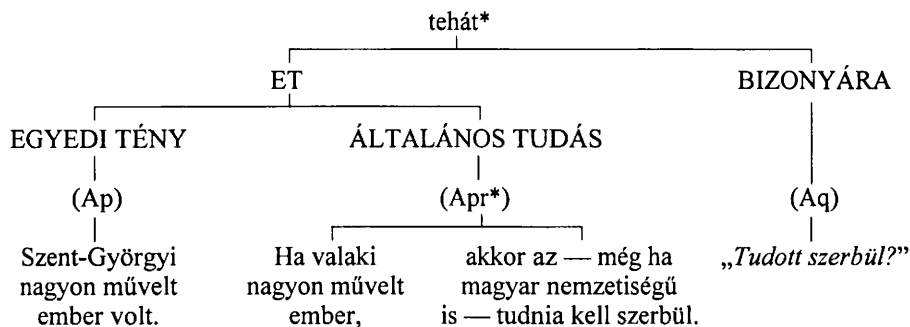 tehát*
ET BIZONYÁRA
EGYEDI TÉNY ÁLTALÁNOS TUDÁS
(Ap) (Apr*) (Aq)
Szent-Györgyi Ha valaki akkor az — még ha „Tudott szerbül?”
nagyon művelt nagyon művelt magyar nemzetiségű
ember volt. ember, is — tudnia kell szerbül.